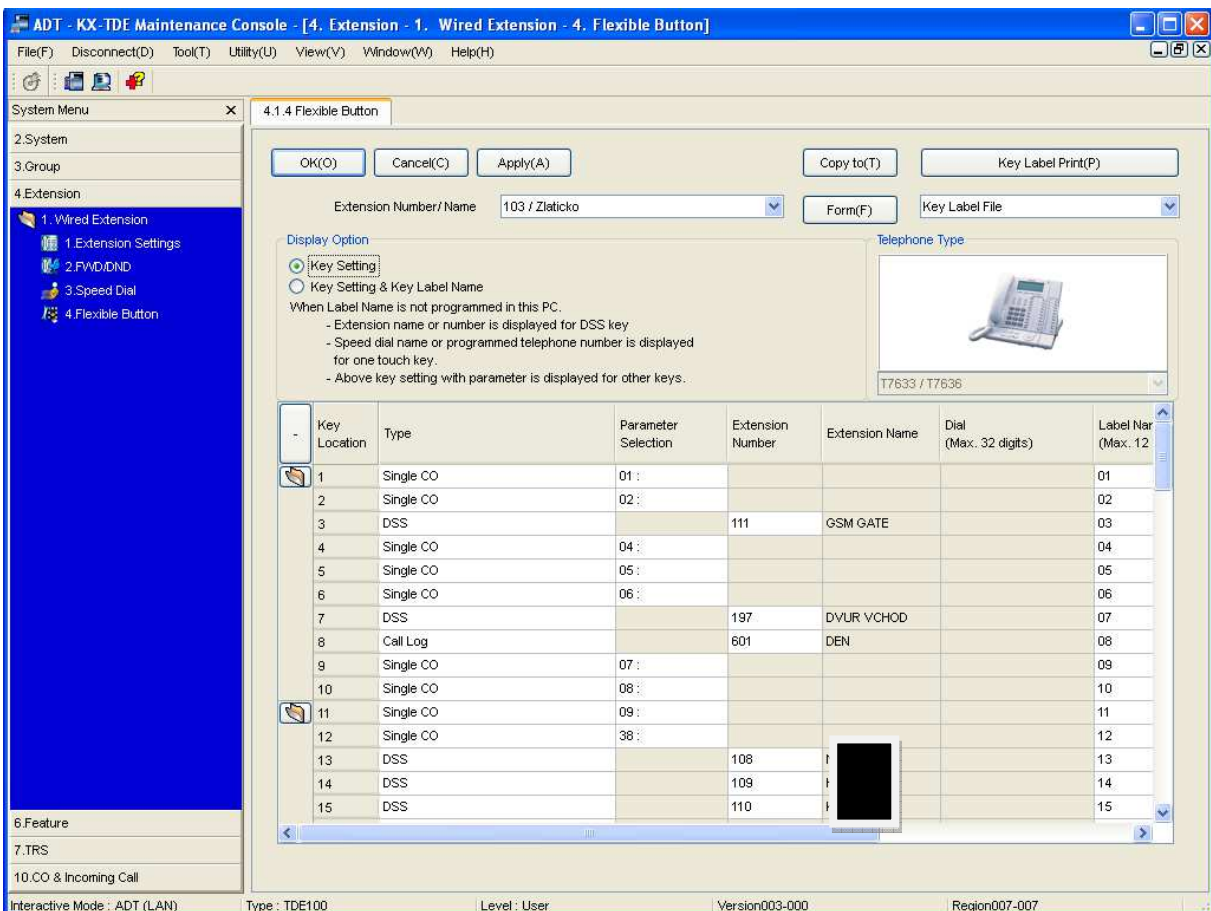 ADT - KX-TDE Maintenance Console - [4. Extension - 1. Wired Extension - 4. Flexible Button]
File(F) Disconnect(D) Tool(T) Utility(U) View(V) Window(W) Help(H)
System Menu x 4.1.4 Flexible Button
2.System
3.Group
4.Extension
1. Wired Extension
1.Extension Settings
2.FWD/DND
3.Speed Dial
4.Flexible Button
6.Feature
7.TRS
10.CO & Incoming Call
OK(O) Cancel(C) Apply(A) Copy to(T) Key Label Print(P)
Extension Number/ Name 103 / Zlaticko Form(F) Key Label File
Display Option
Key Setting
Key Setting & Key Label Name
When Label Name is not programmed in this PC.
- Extension name or number is displayed for DSS key
- Speed dial name or programmed telephone number is displayed
for one touch key.
- Above key setting with parameter is displayed for other keys.
Telephone Type
T7633 / T7636
- Key Location Type Parameter Selection Extension Number Extension Name Dial (Max. 32 digits) Label Nar (Max. 12
1 Single CO 01 : 01
2 Single CO 02 : 02
3 DSS 111 GSM GATE 03
4 Single CO 04 : 04
5 Single CO 05 : 05
6 Single CO 06 : 06
7 DSS 197 DVUR VCHOD 07
8 Call Log 601 DEN 08
9 Single CO 07 : 09
10 Single CO 08 : 10
11 Single CO 09 : 11
12 Single CO 38 : 12
13 DSS 108 13
14 DSS 109 14
15 DSS 110 15
Interactive Mode : ADT (LAN) Type : TDE100 Level : User Version003-000 Region007-007